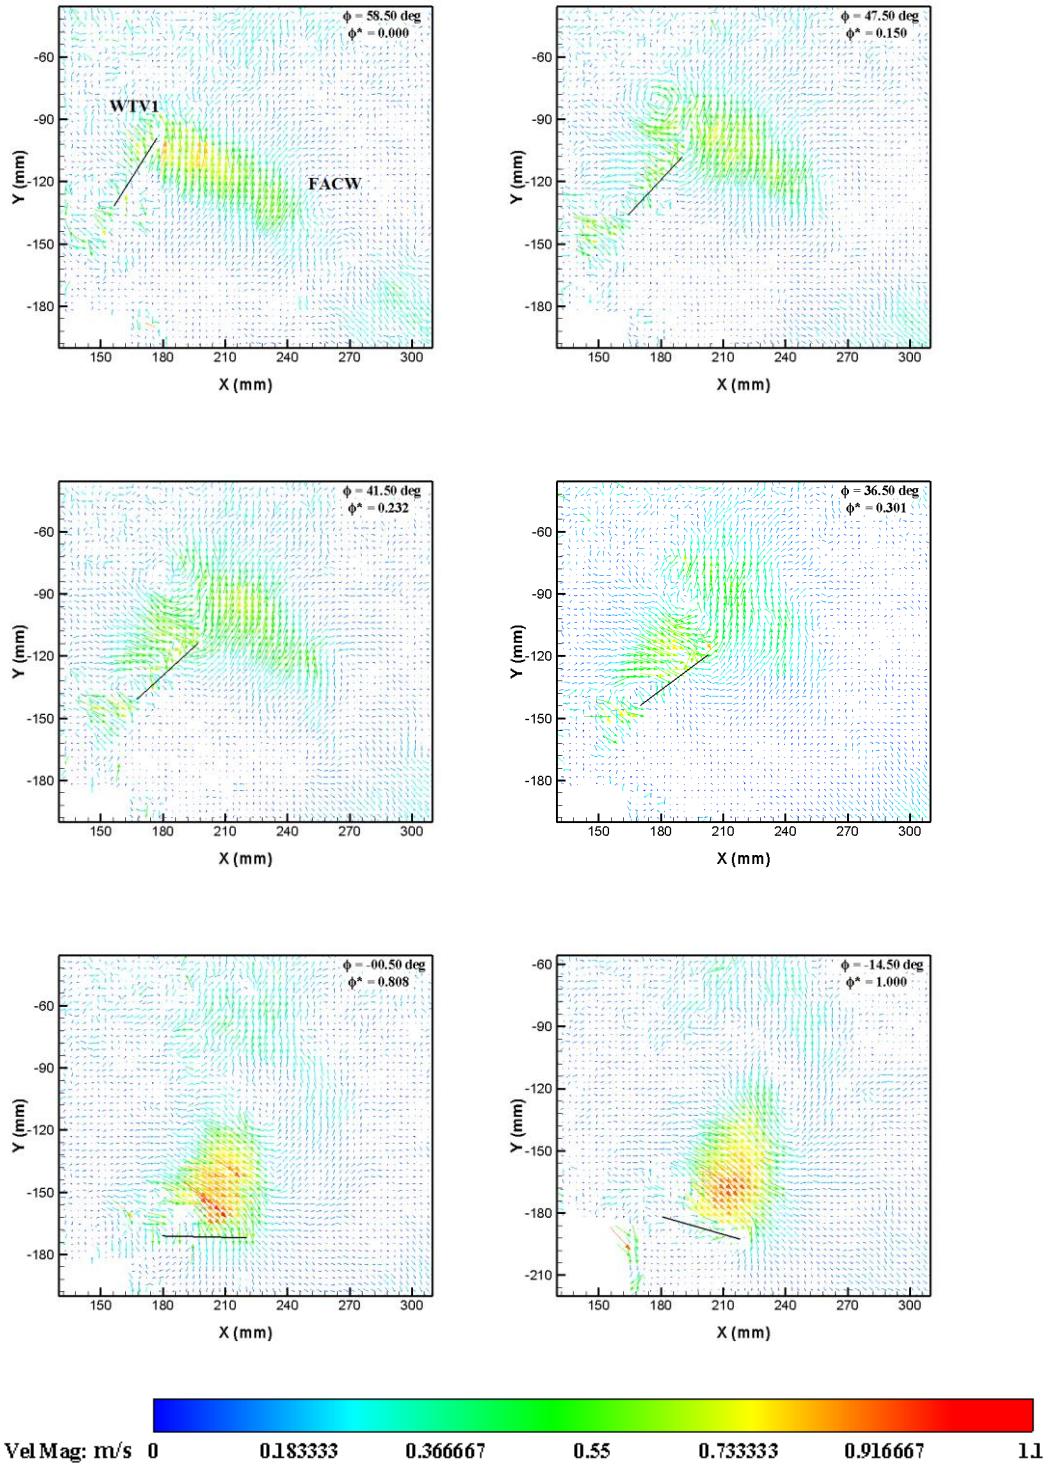 ϕ = 58.50 deg
ϕ* = 0.000
WTV1
FACW
-60
-90
-120
-150
-180
Y (mm)
150 180 210 240 270 300
X (mm)
ϕ = 47.50 deg
ϕ* = 0.150
-60
-90
-120
-150
-180
Y (mm)
150 180 210 240 270 300
X (mm)
ϕ = 41.50 deg
ϕ* = 0.232
-60
-90
-120
-150
-180
Y (mm)
150 180 210 240 270 300
X (mm)
ϕ = 36.50 deg
ϕ* = 0.301
-60
-90
-120
-150
-180
Y (mm)
150 180 210 240 270 300
X (mm)
ϕ = -00.50 deg
ϕ* = 0.808
-60
-90
-120
-150
-180
Y (mm)
150 180 210 240 270 300
X (mm)
ϕ = -14.50 deg
ϕ* = 1.000
-60
-90
-120
-150
-180
-210
Y (mm)
150 180 210 240 270 300
X (mm)
Vel Mag: m/s 0 0.183333 0.366667 0.55 0.733333 0.916667 1.1